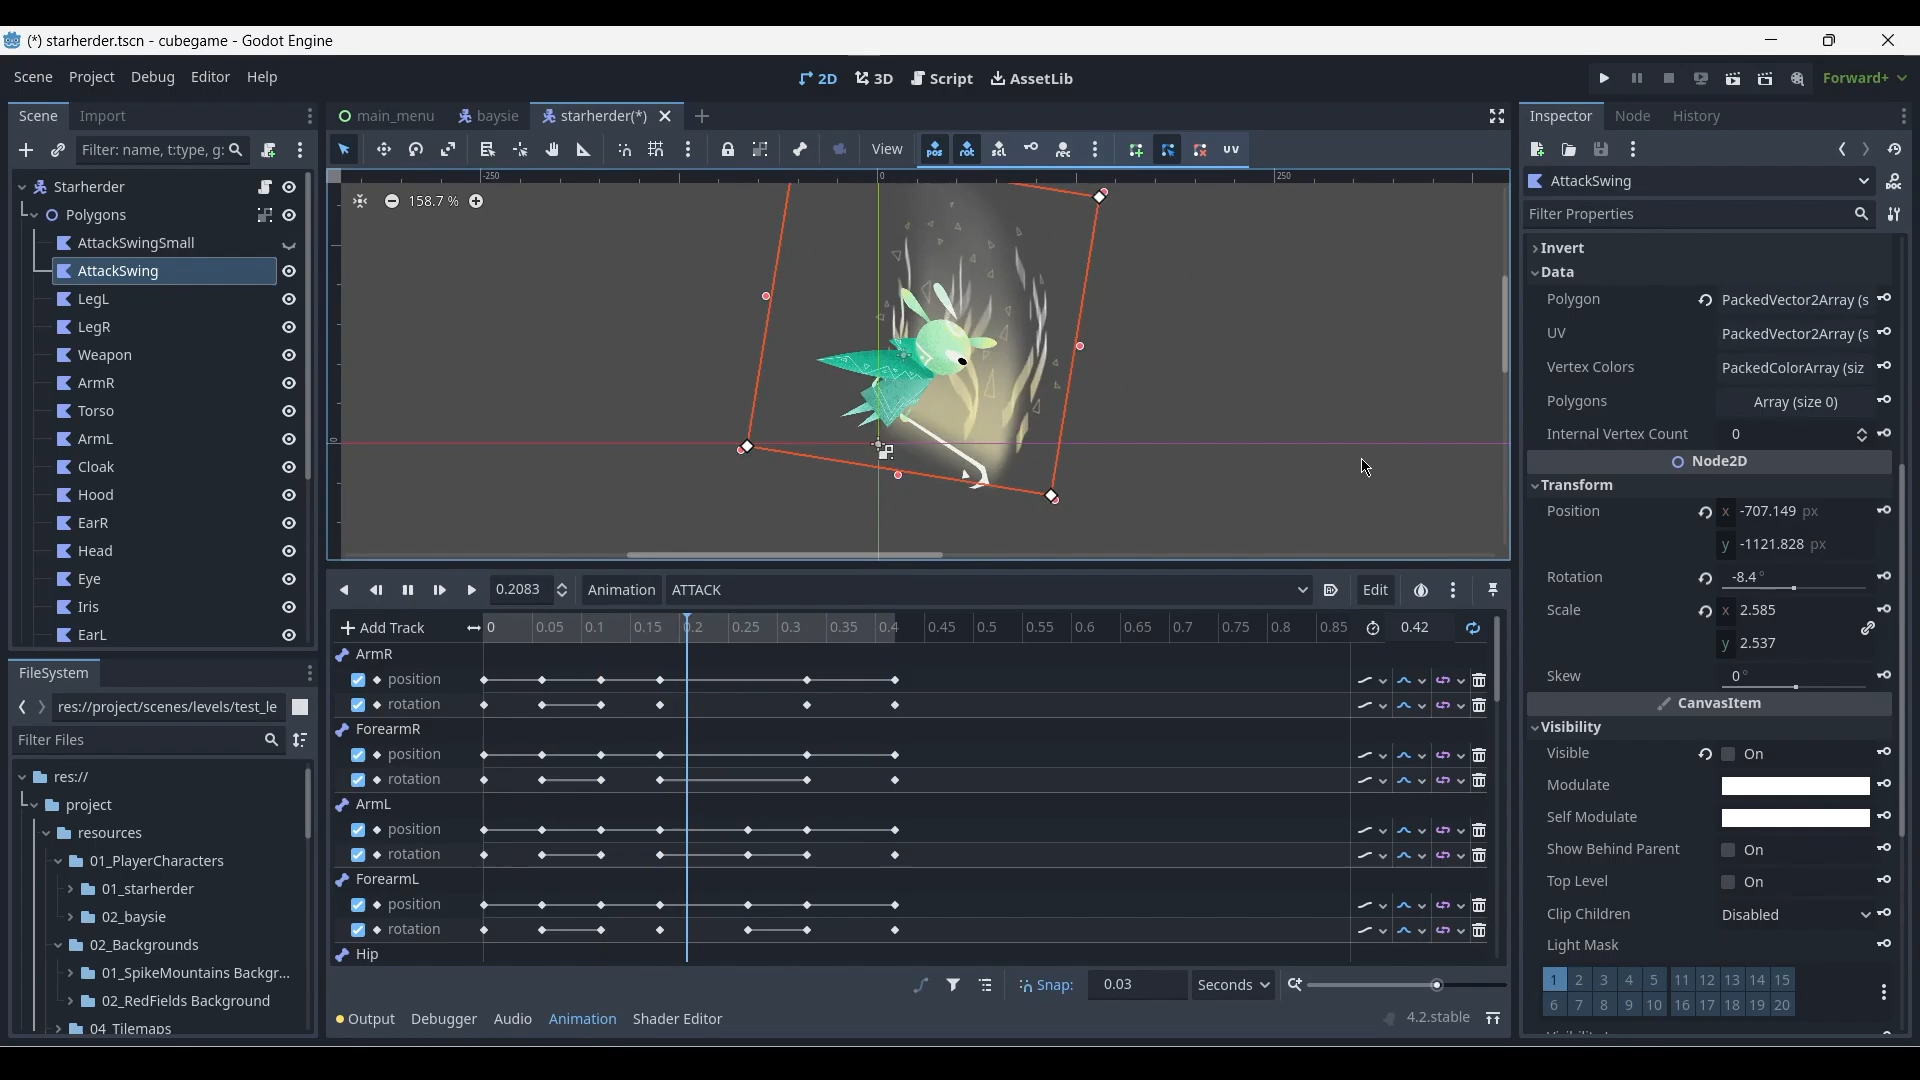 (*) starherder.tscn - cubegame - Godot Engine
Scene Project Debug Editor Help
2D 3D Script AssetLib
Forward+
Scene Import
Filter: name, t:type, g:
Starherder
Polygons
AttackSwingSmall
AttackSwing
LegL
LegR
Weapon
ArmR
Torso
ArmL
Cloak
Hood
EarR
Head
Eye
Iris
EarL
FileSystem
res://project/scenes/levels/test_le
Filter Files
res://
project
resources
01_PlayerCharacters
01_starherder
02_baysie
02_Backgrounds
01_SpikeMountains Backgr...
02_RedFields Background
04 Tilemaps
main_menu baysie starherder(*)
View UV
-250 0 250
158.7 %
0
0.2083 Animation ATTACK Edit
Add Track 0 0.05 0.1 0.15 0.2 0.25 0.3 0.35 0.4 0.45 0.5 0.55 0.6 0.65 0.7 0.75 0.8 0.85 0.42
ArmR
position
rotation
ForearmR
position
rotation
ArmL
position
rotation
ForearmL
position
rotation
Hip
Snap: 0.03 Seconds
Output Debugger Audio Animation Shader Editor 4.2.stable
Inspector Node History
AttackSwing
Filter Properties
Invert
Data
Polygon PackedVector2Array (s
UV PackedVector2Array (s
Vertex Colors PackedColorArray (siz
Polygons Array (size 0)
Internal Vertex Count 0
Node2D
Transform
Position x -707.149 px
y -1121.828 px
Rotation -8.4 °
Scale x 2.585
y 2.537
Skew 0 °
CanvasItem
Visibility
Visible On
Modulate
Self Modulate
Show Behind Parent On
Top Level On
Clip Children Disabled
Light Mask
1 2 3 4 5 11 12 13 14 15
6 7 8 9 10 16 17 18 19 20